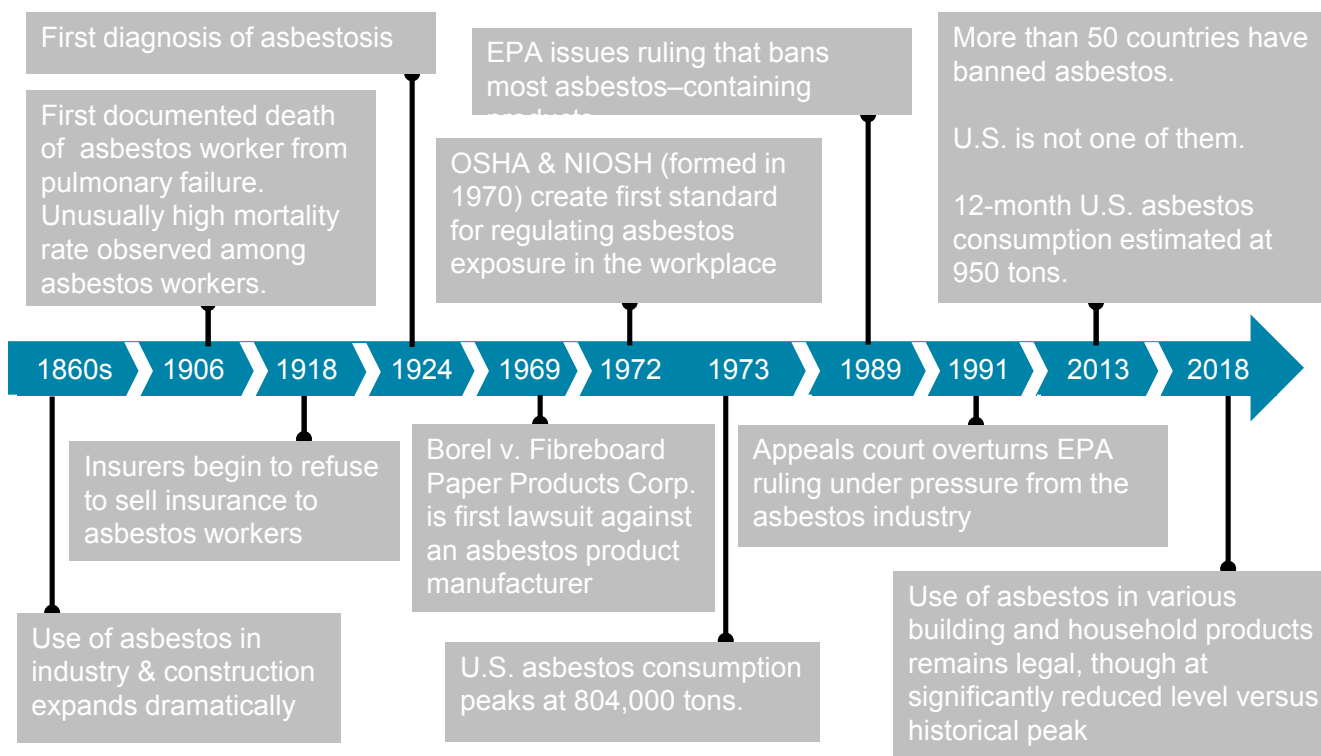 First diagnosis of asbestosis
First documented death
of asbestos worker from
pulmonary failure.
Unusually high mortality
rate observed among
asbestos workers.
EPA issues ruling that bans
most asbestos–containing
products
OSHA & NIOSH (formed in
1970) create first standard
for regulating asbestos
exposure in the workplace
More than 50 countries have
banned asbestos.
U.S. is not one of them.
12-month U.S. asbestos
consumption estimated at
950 tons.
1860s 1906 1918 1924 1969 1972 1973 1989 1991 2013 2018
Insurers begin to refuse
to sell insurance to
asbestos workers
Use of asbestos in
industry & construction
expands dramatically
Borel v. Fibreboard
Paper Products Corp.
is first lawsuit against
an asbestos product
manufacturer
U.S. asbestos consumption
peaks at 804,000 tons.
Appeals court overturns EPA
ruling under pressure from the
asbestos industry
Use of asbestos in various
building and household products
remains legal, though at
significantly reduced level versus
historical peak